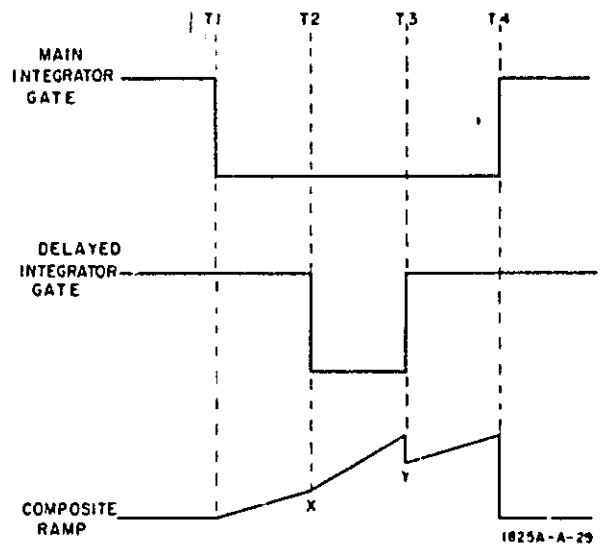 T1 T2 T3 T4
MAIN
INTEGRATOR
GATE
DELAYED
INTEGRATOR
GATE
X
Y
COMPOSITE
RAMP
1825A-A-29